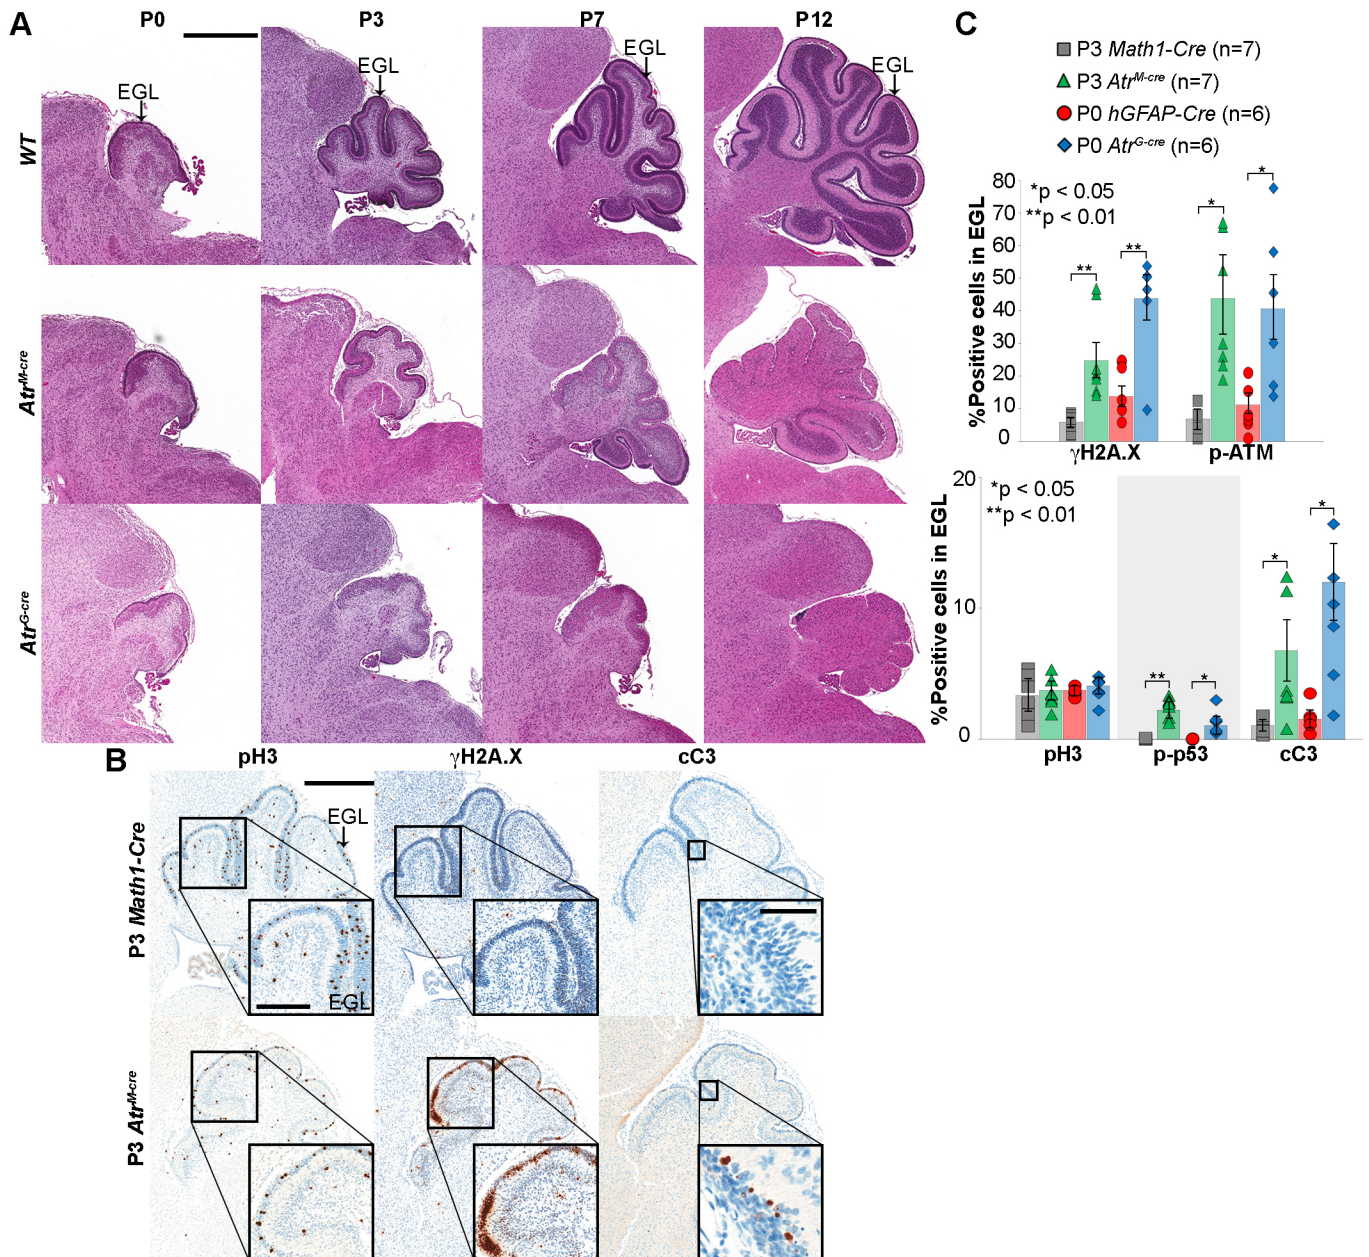 A
P0
P3
P7
P12
EGL
EGL
EGL
EGL
WT
Atr^M-cre
Atr^G-cre
B
pH3
γH2A.X
cC3
EGL
EGL
P3 Math1-Cre
P3 Atr^M-cre
C
P3 Math1-Cre (n=7)
P3 Atr^M-cre (n=7)
P0 hGFAP-Cre (n=6)
P0 Atr^G-cre (n=6)
%Positive cells in EGL
80
70
60
50
40
30
20
10
0
*p < 0.05
**p < 0.01
**
**
*
*
γH2A.X
p-ATM
%Positive cells in EGL
20
10
0
*p < 0.05
**p < 0.01
**
*
*
*
pH3
p-p53
cC3